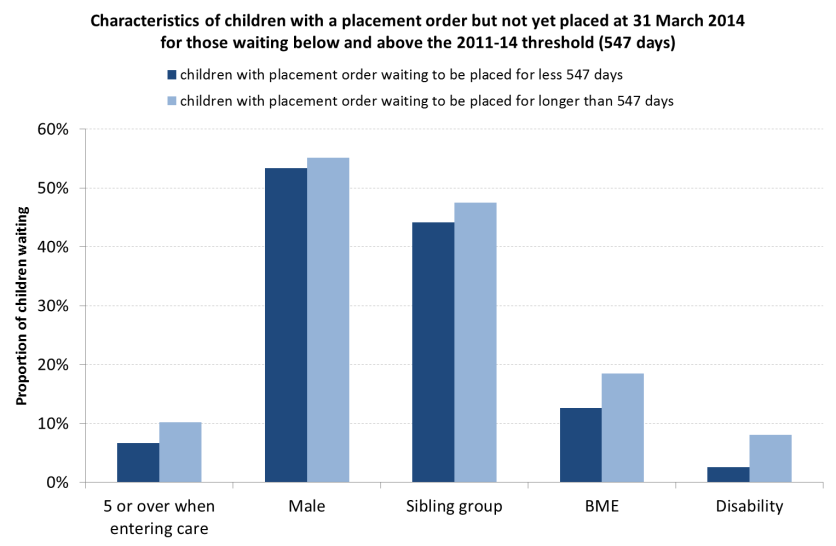 Characteristics of children with a placement order but not yet placed at 31 March 2014
for those waiting below and above the 2011-14 threshold (547 days)
children with placement order waiting to be placed for less 547 days
children with placement order waiting to be placed for longer than 547 days
Proportion of children waiting
60%
50%
40%
30%
20%
10%
0%
5 or over when
entering care
Male
Sibling group
BME
Disability